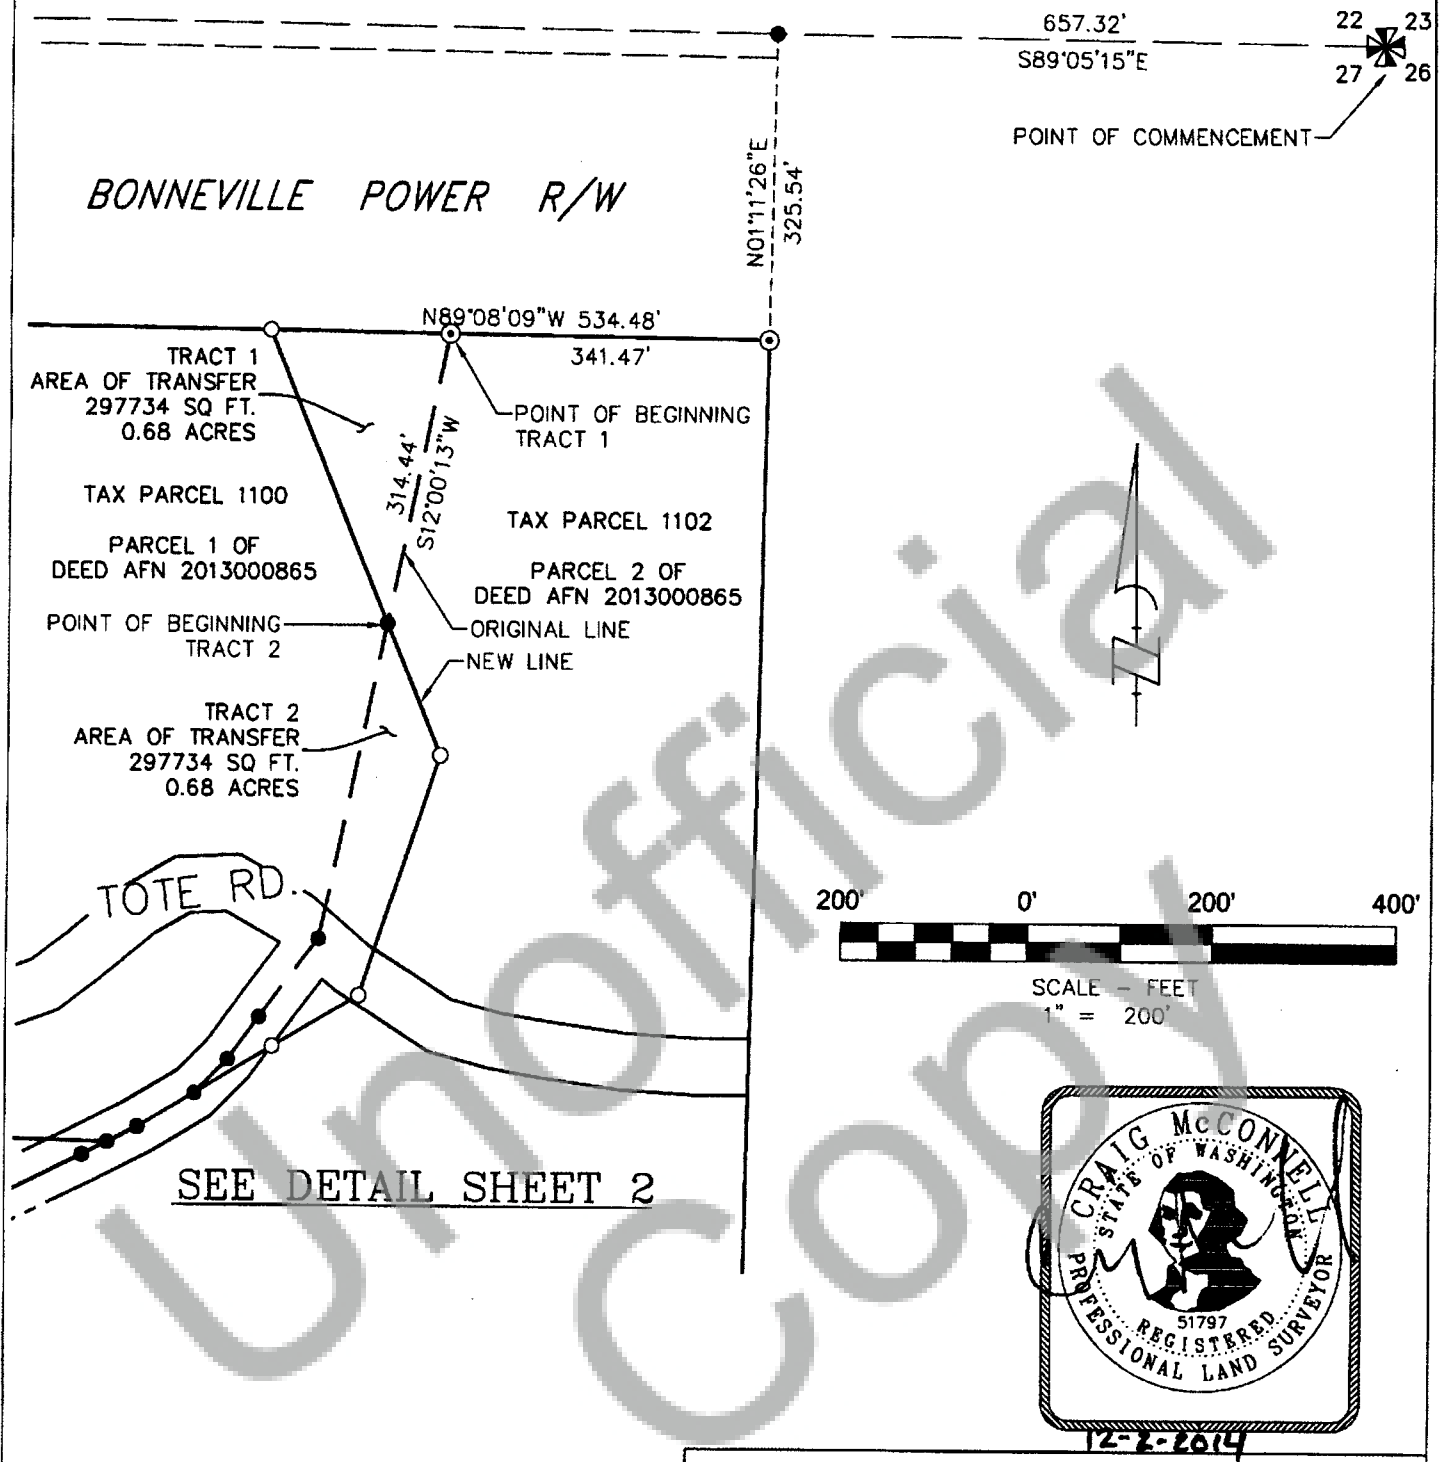 657.32'
S89°05'15"E
22 23
27 26
POINT OF COMMENCEMENT
BONNEVILLE POWER R/W
N01°11'26"E
325.54'
N89°08'09"W 534.48'
341.47'
TRACT 1
AREA OF TRANSFER
297734 SQ FT.
0.68 ACRES
POINT OF BEGINNING
TRACT 1
314.44'
S12°00'13"W
TAX PARCEL 1100
TAX PARCEL 1102
PARCEL 1 OF
DEED AFN 2013000865
PARCEL 2 OF
DEED AFN 2013000865
POINT OF BEGINNING
TRACT 2
ORIGINAL LINE
NEW LINE
TRACT 2
AREA OF TRANSFER
297734 SQ FT.
0.68 ACRES
TOTE RD.
N
200' 0' 200' 400'
SCALE - FEET
1" = 200'
SEE DETAIL SHEET 2
CRAIG McCONNELL
STATE OF WASHINGTON
51797
REGISTERED
PROFESSIONAL LAND SURVEYOR
12-2-2014
Unofficial
Copy